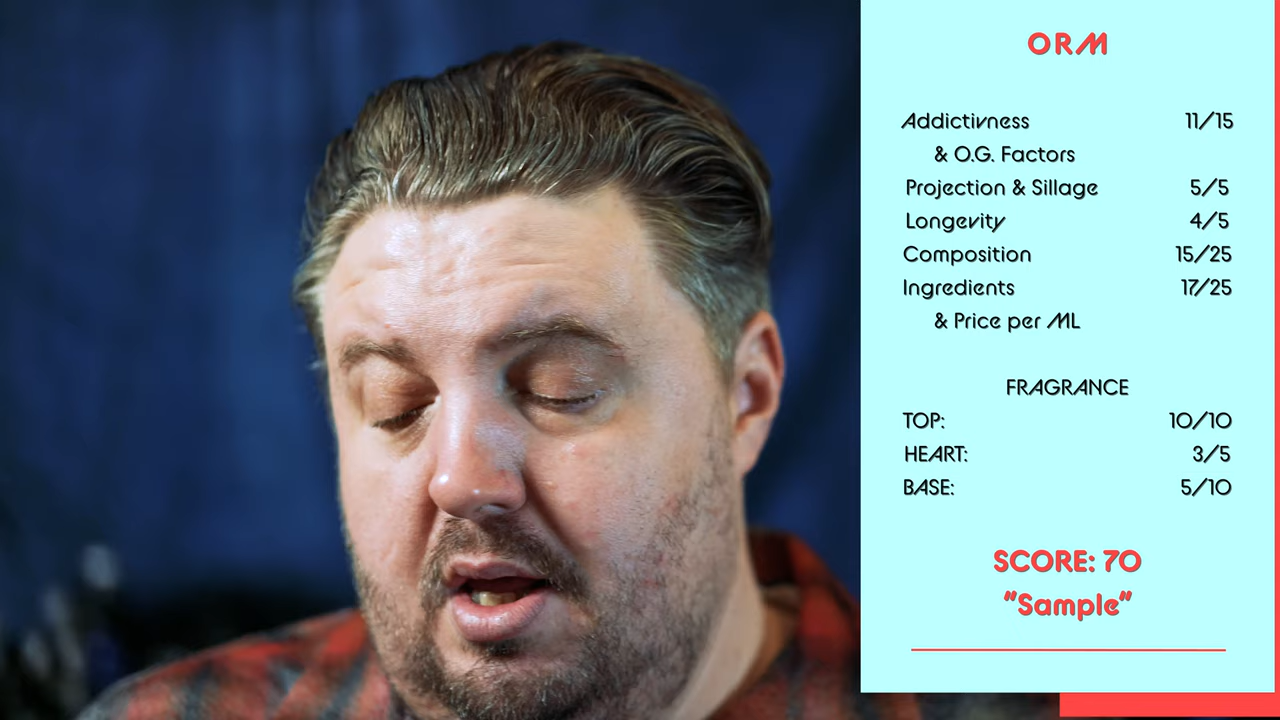 ORM
Addictivness 11/15
& O.G. Factors
Projection & Sillage 5/5
Longevity 4/5
Composition 15/25
Ingredients 17/25
& Price per ML
FRAGRANCE
TOP: 10/10
HEART: 3/5
BASE: 5/10
SCORE: 70
"Sample"